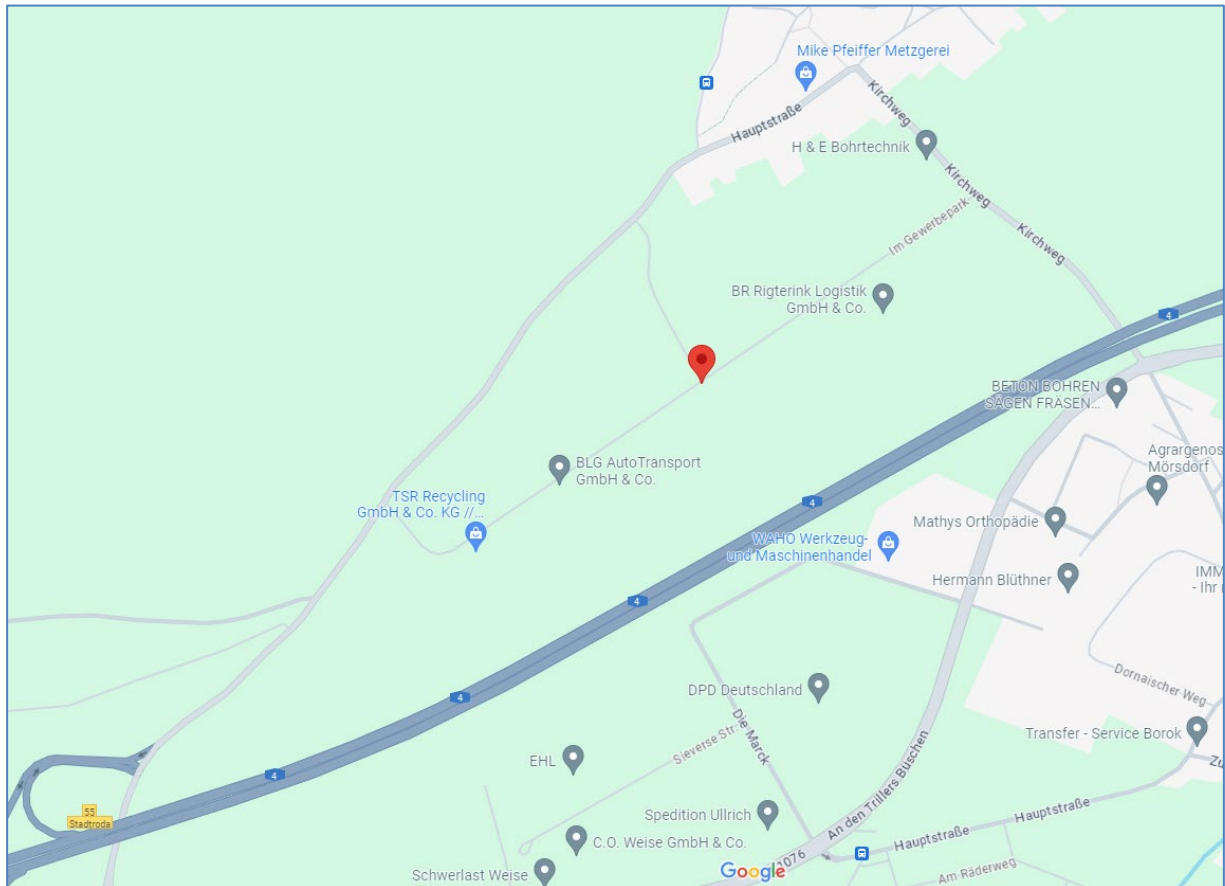 Mike Pfeiffer Metzgerei
Hauptstraße
Kirchweg
H & E Bohrtechnik
Kirchweg
Im Gewerbepark
Kirchweg
BR Rigterink Logistik
GmbH & Co.
4
BETON BOHREN
SÄGEN FRÄSEN...
BLG AutoTransport
GmbH & Co.
Agrargenos
Mörsdorf
TSR Recycling
GmbH & Co. KG //...
4
Mathys Orthopädie
WAHO Werkzeug-
und Maschinenhandel
Hermann Blüthner
IMM
- Ihr
4
Dornaischer Weg
DPD Deutschland
4
Die Marck
Sieverse Str.
Transfer - Service Borok
An den Trillers Büschen
EHL
4
Zu
55
Stadtroda
Spedition Ullrich
Hauptstraße
Hauptstraße
C.O. Weise GmbH & Co.
1076
Google
Schwerlast Weise
Am Räderweg